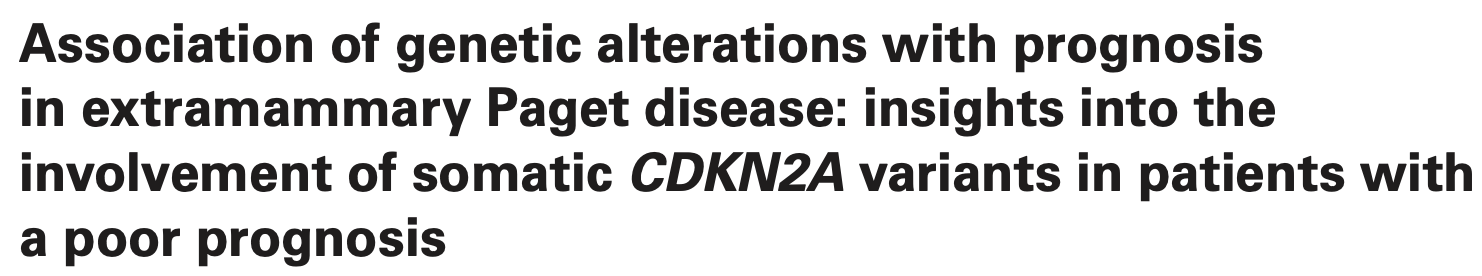 Association of genetic alterations with prognosis
in extramammary Paget disease: insights into the
involvement of somatic CDKN2A variants in patients with
a poor prognosis